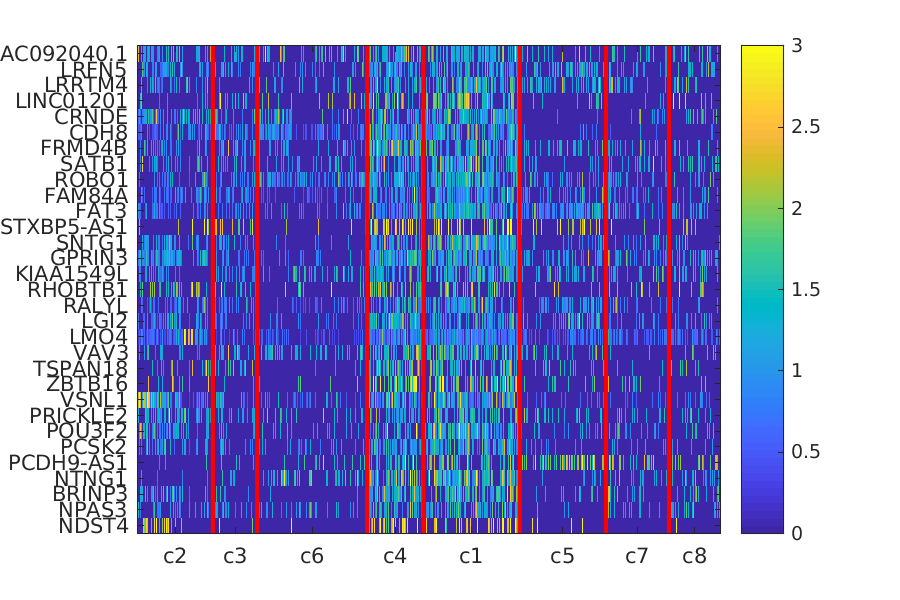 AC092040.1
LREN5
LRRTM4
LINC01201
CRNDE
CDH8
FRMD4B
SATB1
ROBO1
FAM84A
FAT3
STXBP5-AS1
SNTG1
GPRIN3
KIAA1549L
RHOBTB1
RALYL
LGI2
LMO4
VAV3
TSPAN18
ZBTB16
VSNL1
PRICKLE2
POU3F2
PCSK2
PCDH9-AS1
NTNG1
BRINP3
NPAS3
NDST4
c2 c3 c6 c4 c1 c5 c7 c8
3
2.5
2
1.5
1
0.5
0